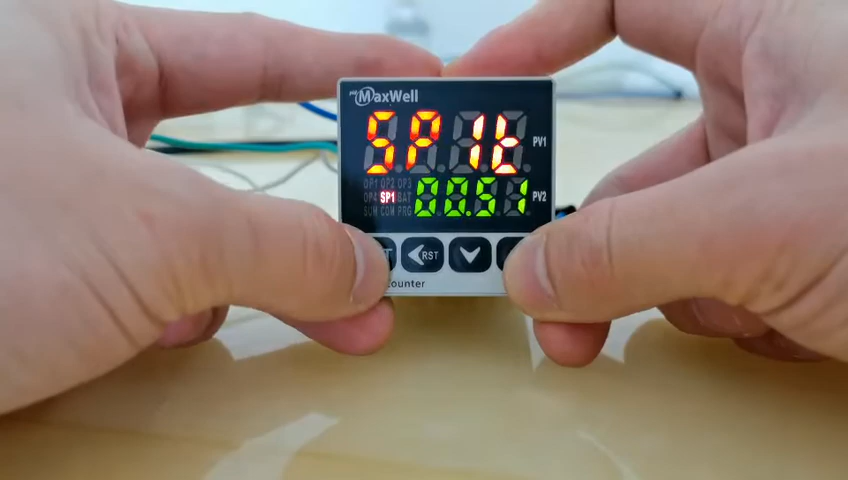 MaxWell
SP1t
PV1
OP1 OP2 OP3
OP4 SP1 BAT
SUM COM PRG
00.51
PV2
RST
Counter